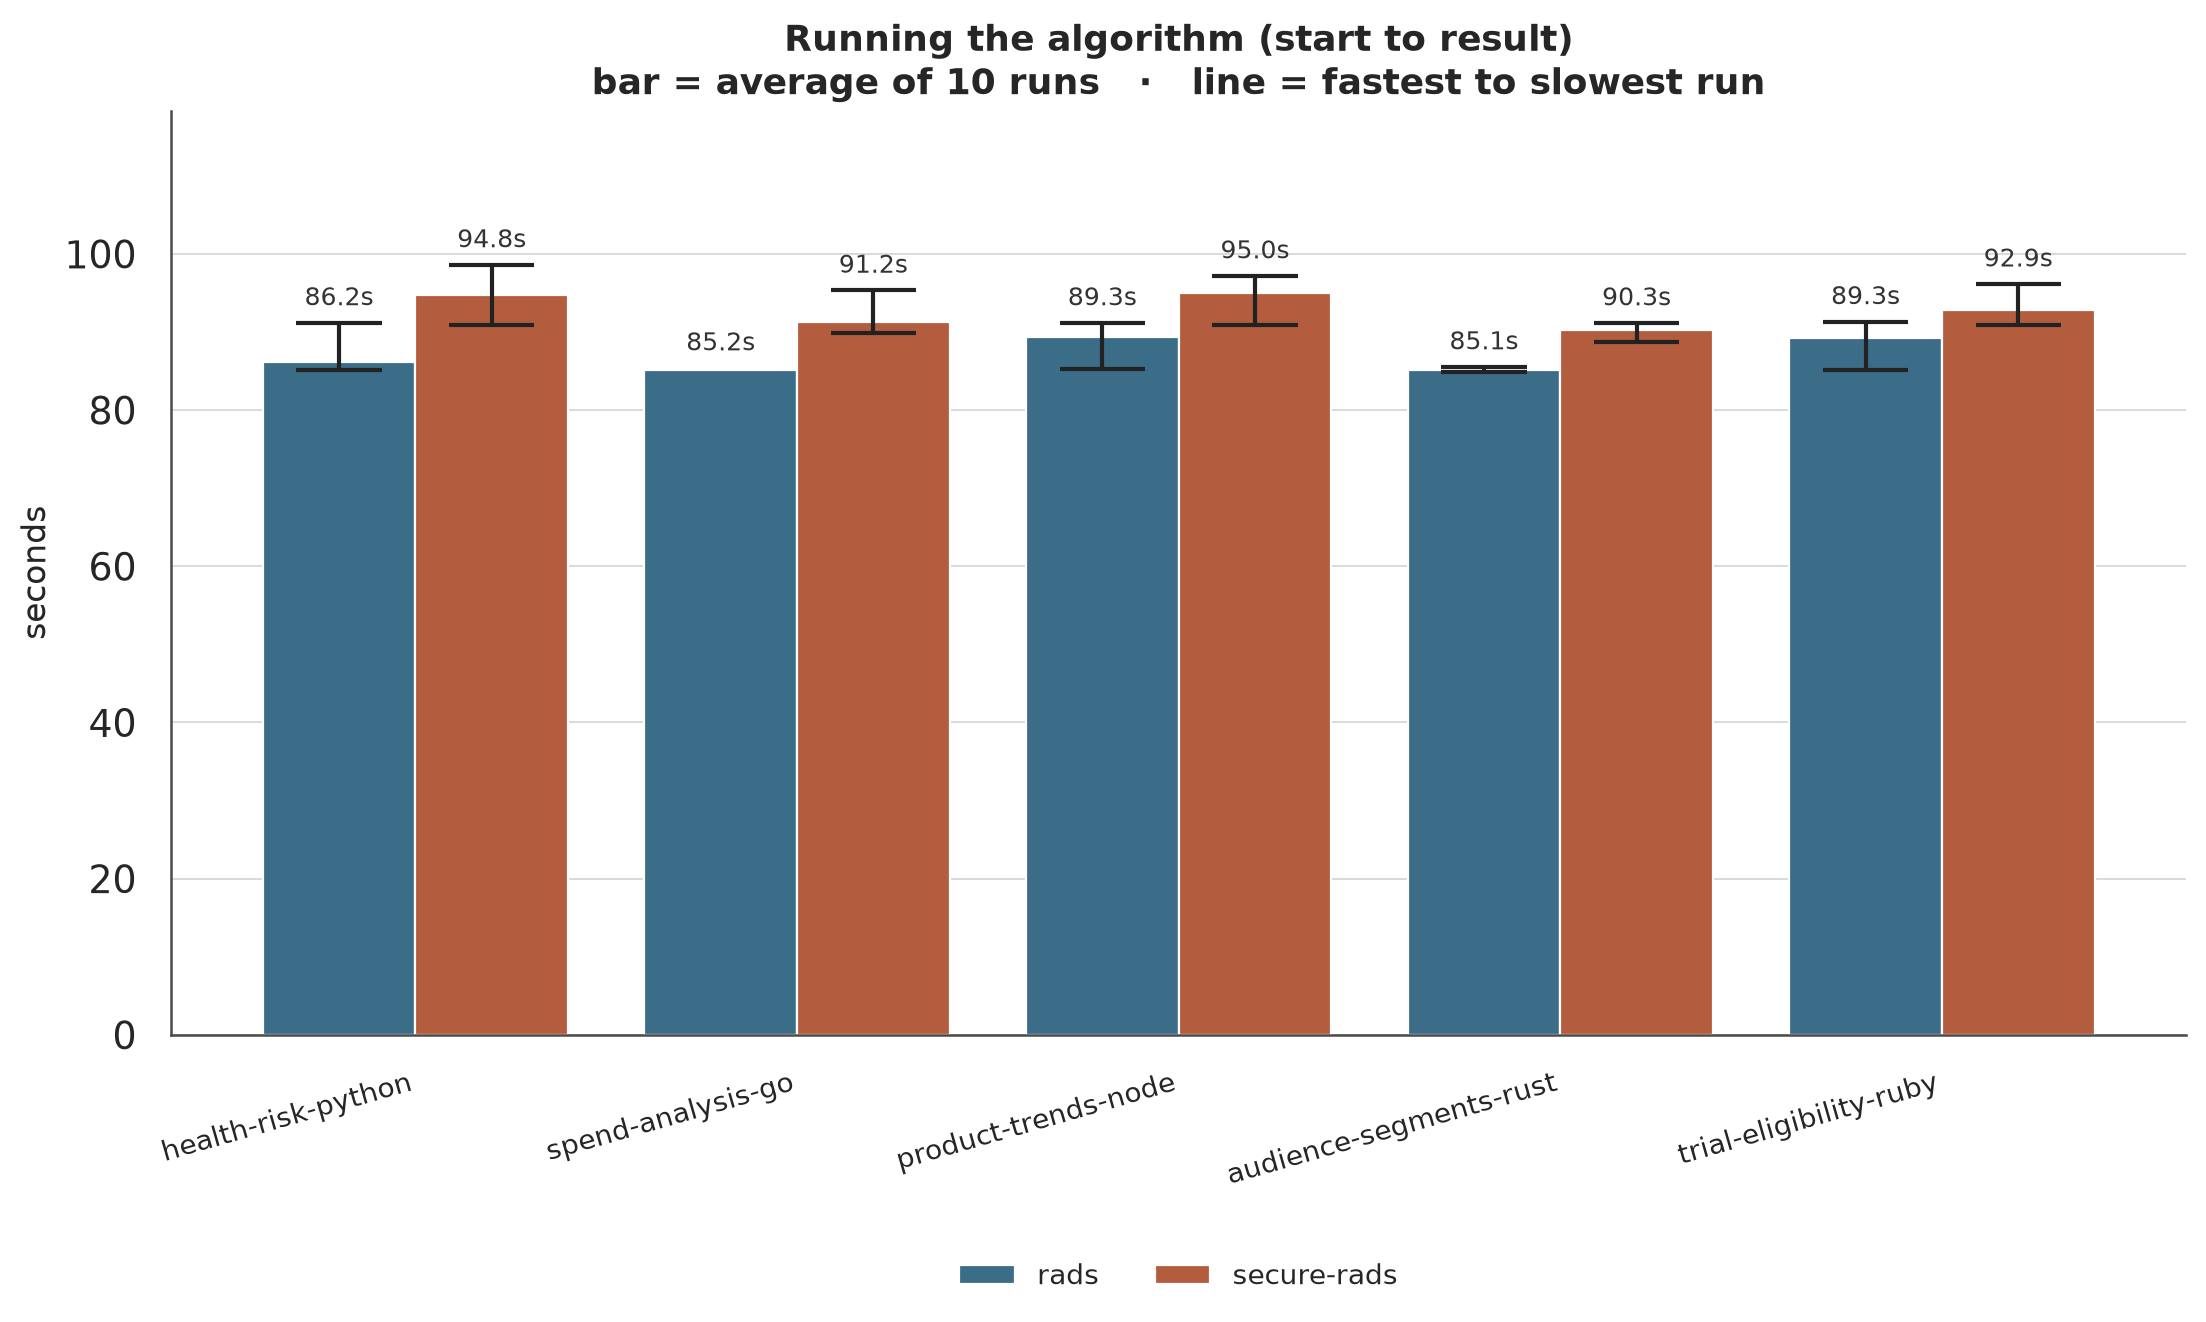 Running the algorithm (start to result)
bar = average of 10 runs · line = fastest to slowest run
seconds
100
80
60
40
20
0
86.2s
94.8s
85.2s
91.2s
89.3s
95.0s
85.1s
90.3s
89.3s
92.9s
health-risk-python
spend-analysis-go
product-trends-node
audience-segments-rust
trial-eligibility-ruby
rads
secure-rads